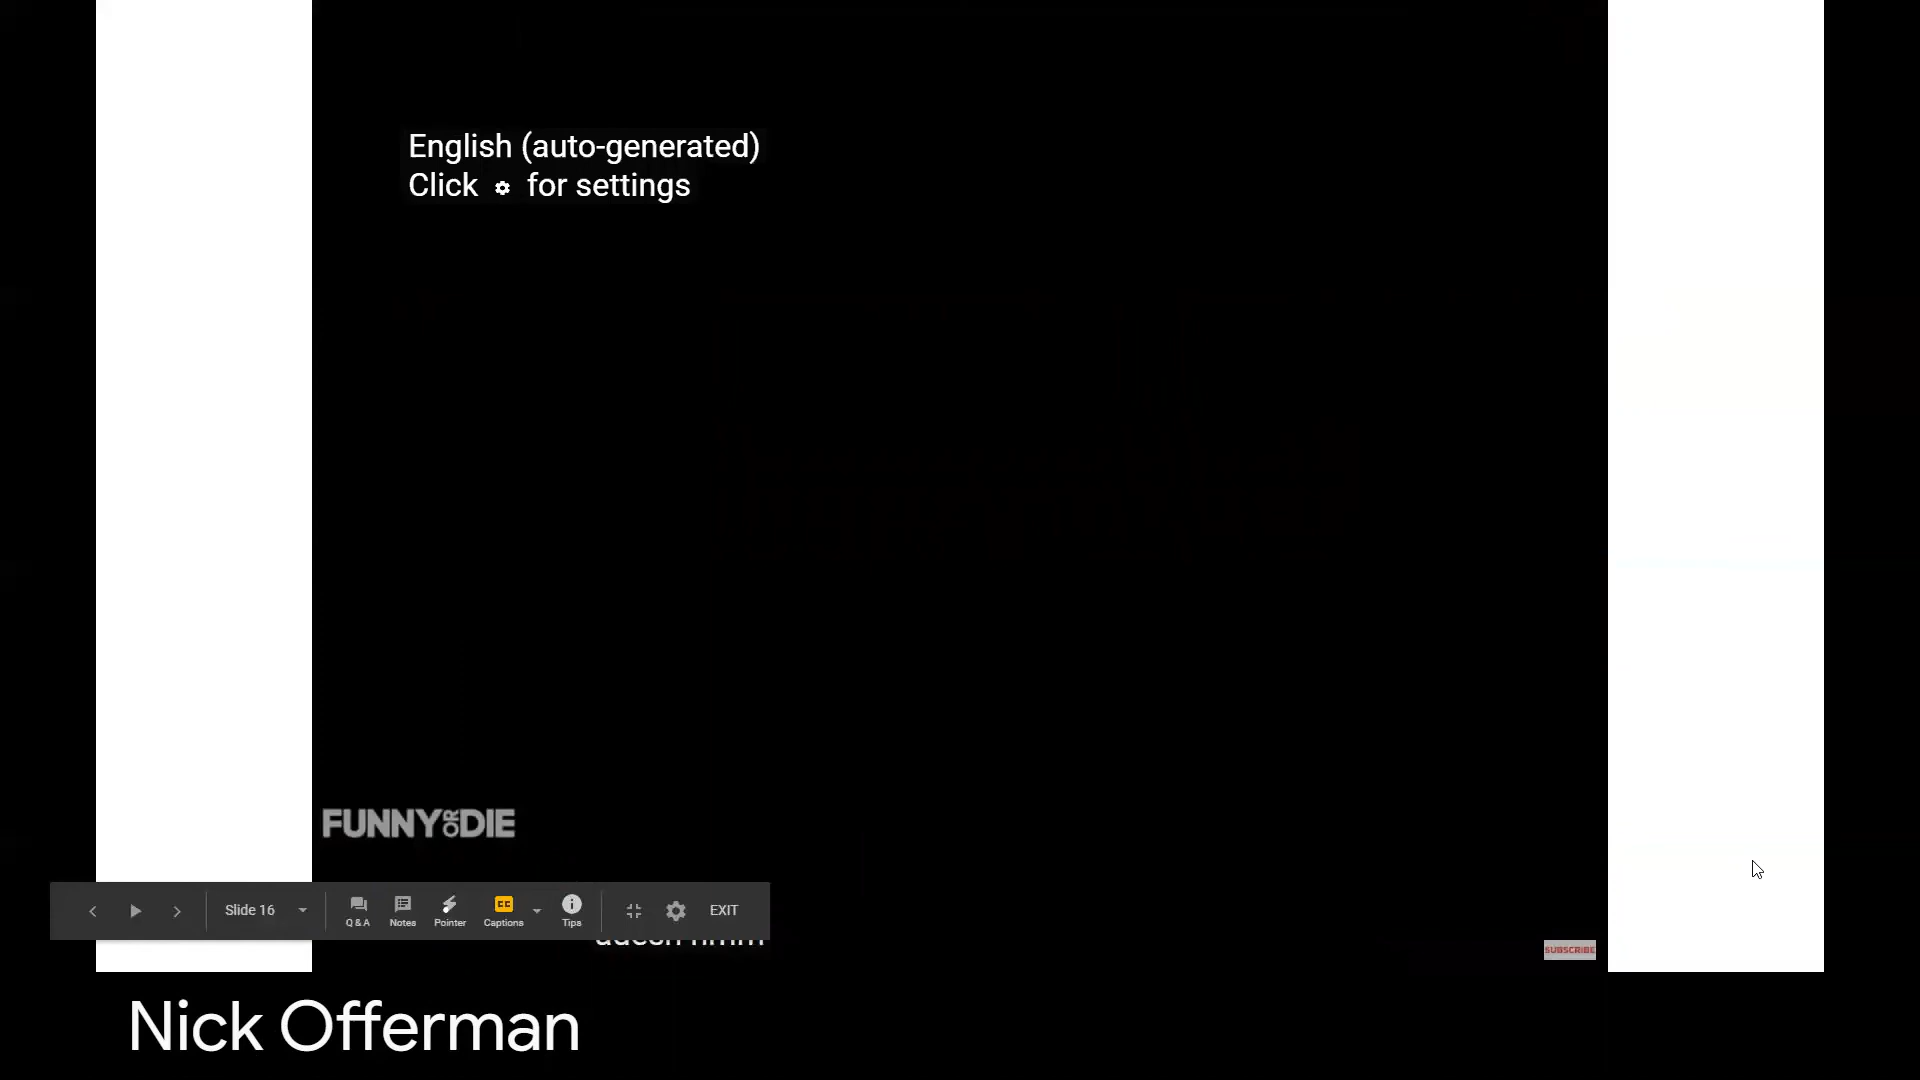 English (auto-generated)
Click for settings
FUNNY OR DIE
Slide 16
Q & A
Notes
Pointer
CC
Captions
Tips
EXIT
SUBSCRIBE
Nick Offerman